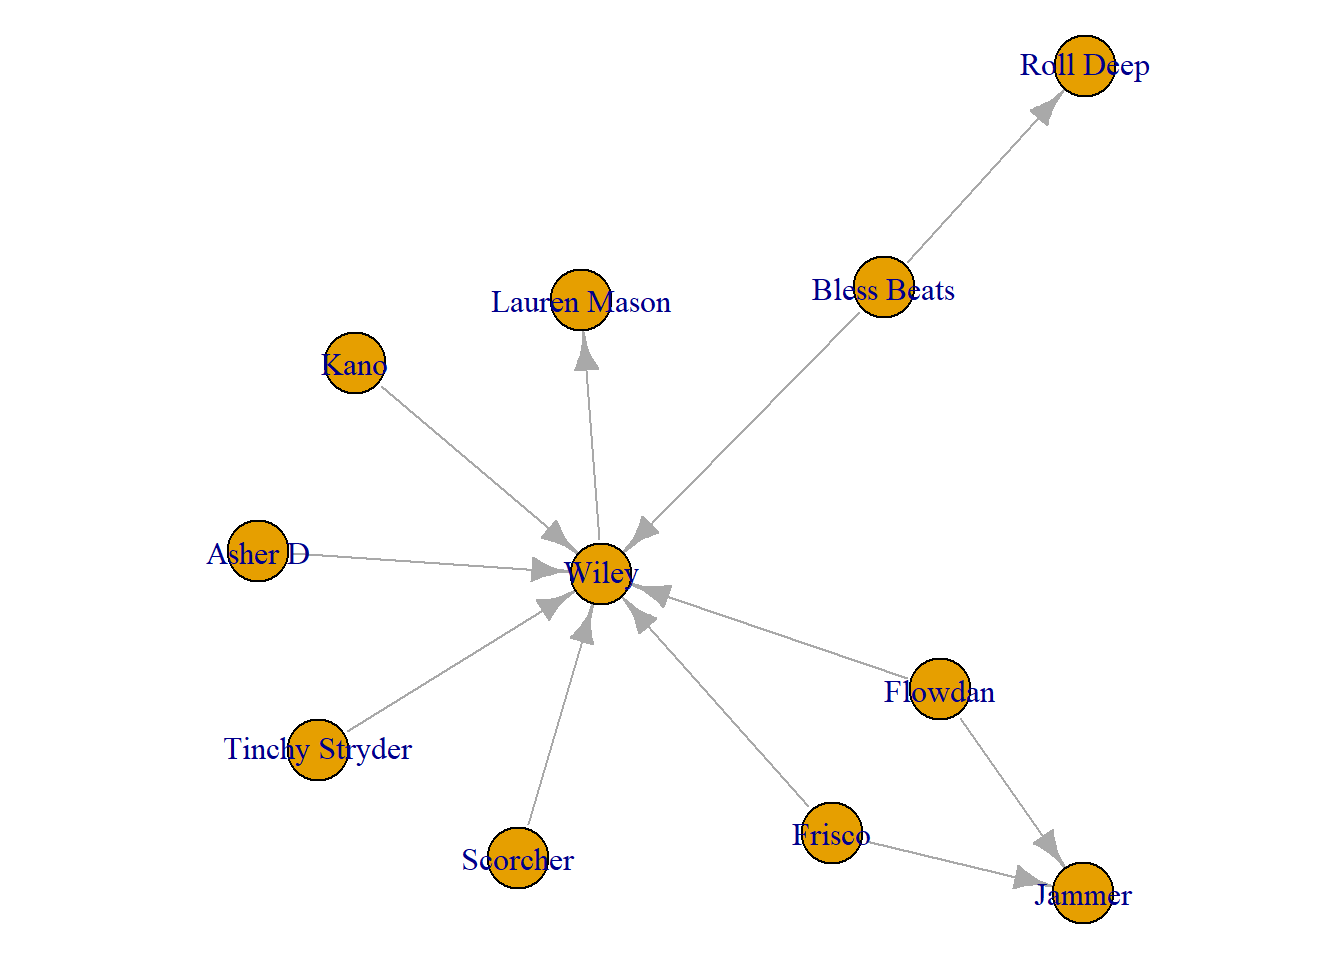 Roll Deep
Bless Beats
Lauren Mason
Kano
Asher D
Wiley
Flowdan
Tinchy Stryder
Frisco
Scorcher
Jammer